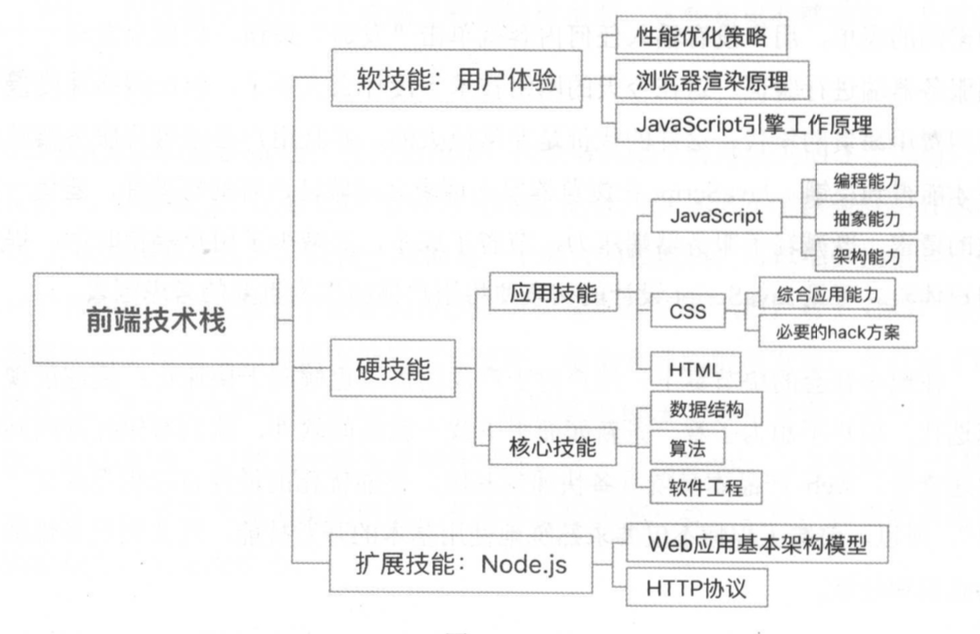 前端技术栈
软技能：用户体验
性能优化策略
浏览器渲染原理
JavaScript引擎工作原理
硬技能
应用技能
JavaScript
编程能力
抽象能力
架构能力
CSS
综合应用能力
必要的hack方案
HTML
核心技能
数据结构
算法
软件工程
扩展技能：Node.js
Web应用基本架构模型
HTTP协议